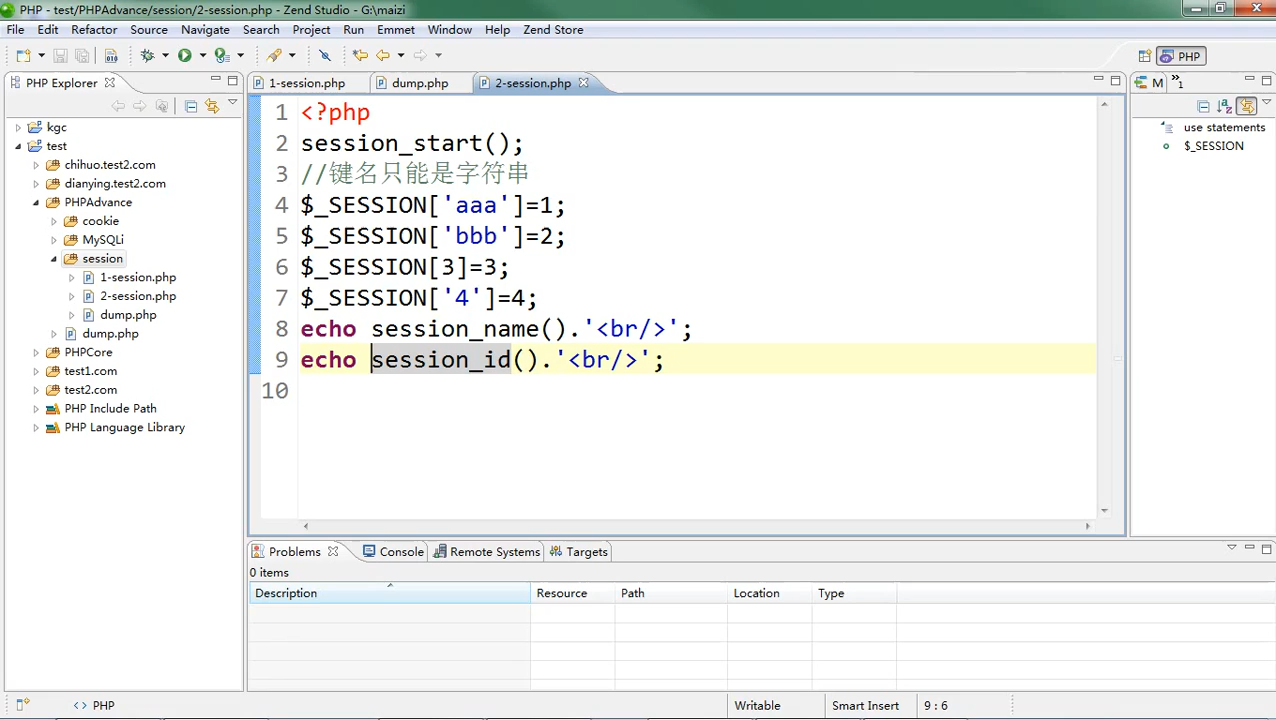 PHP - test/PHPAdvance/session/2-session.php - Zend Studio - G:\maizi
File Edit Refactor Source Navigate Search Project Run Emmet Window Help Zend Store
PHP
PHP Explorer
kgc
test
chihuo.test2.com
dianying.test2.com
PHPAdvance
cookie
MySQLi
session
1-session.php
2-session.php
dump.php
dump.php
PHPCore
test1.com
test2.com
PHP Include Path
PHP Language Library
1-session.php dump.php 2-session.php
1 <?php
2 session_start();
3 //键名只能是字符串
4 $_SESSION['aaa']=1;
5 $_SESSION['bbb']=2;
6 $_SESSION[3]=3;
7 $_SESSION['4']=4;
8 echo session_name().'<br/>';
9 echo session_id().'<br/>';
10
M »1
use statements
$_SESSION
Problems Console Remote Systems Targets
0 items
Description Resource Path Location Type
<> PHP Writable Smart Insert 9 : 6